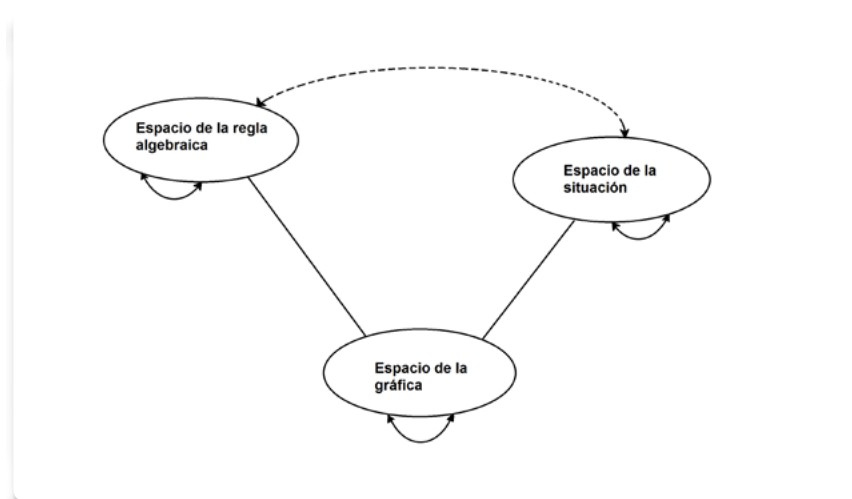 Espacio de la regla
algebraica
Espacio de la
situación
Espacio de la
gráfica